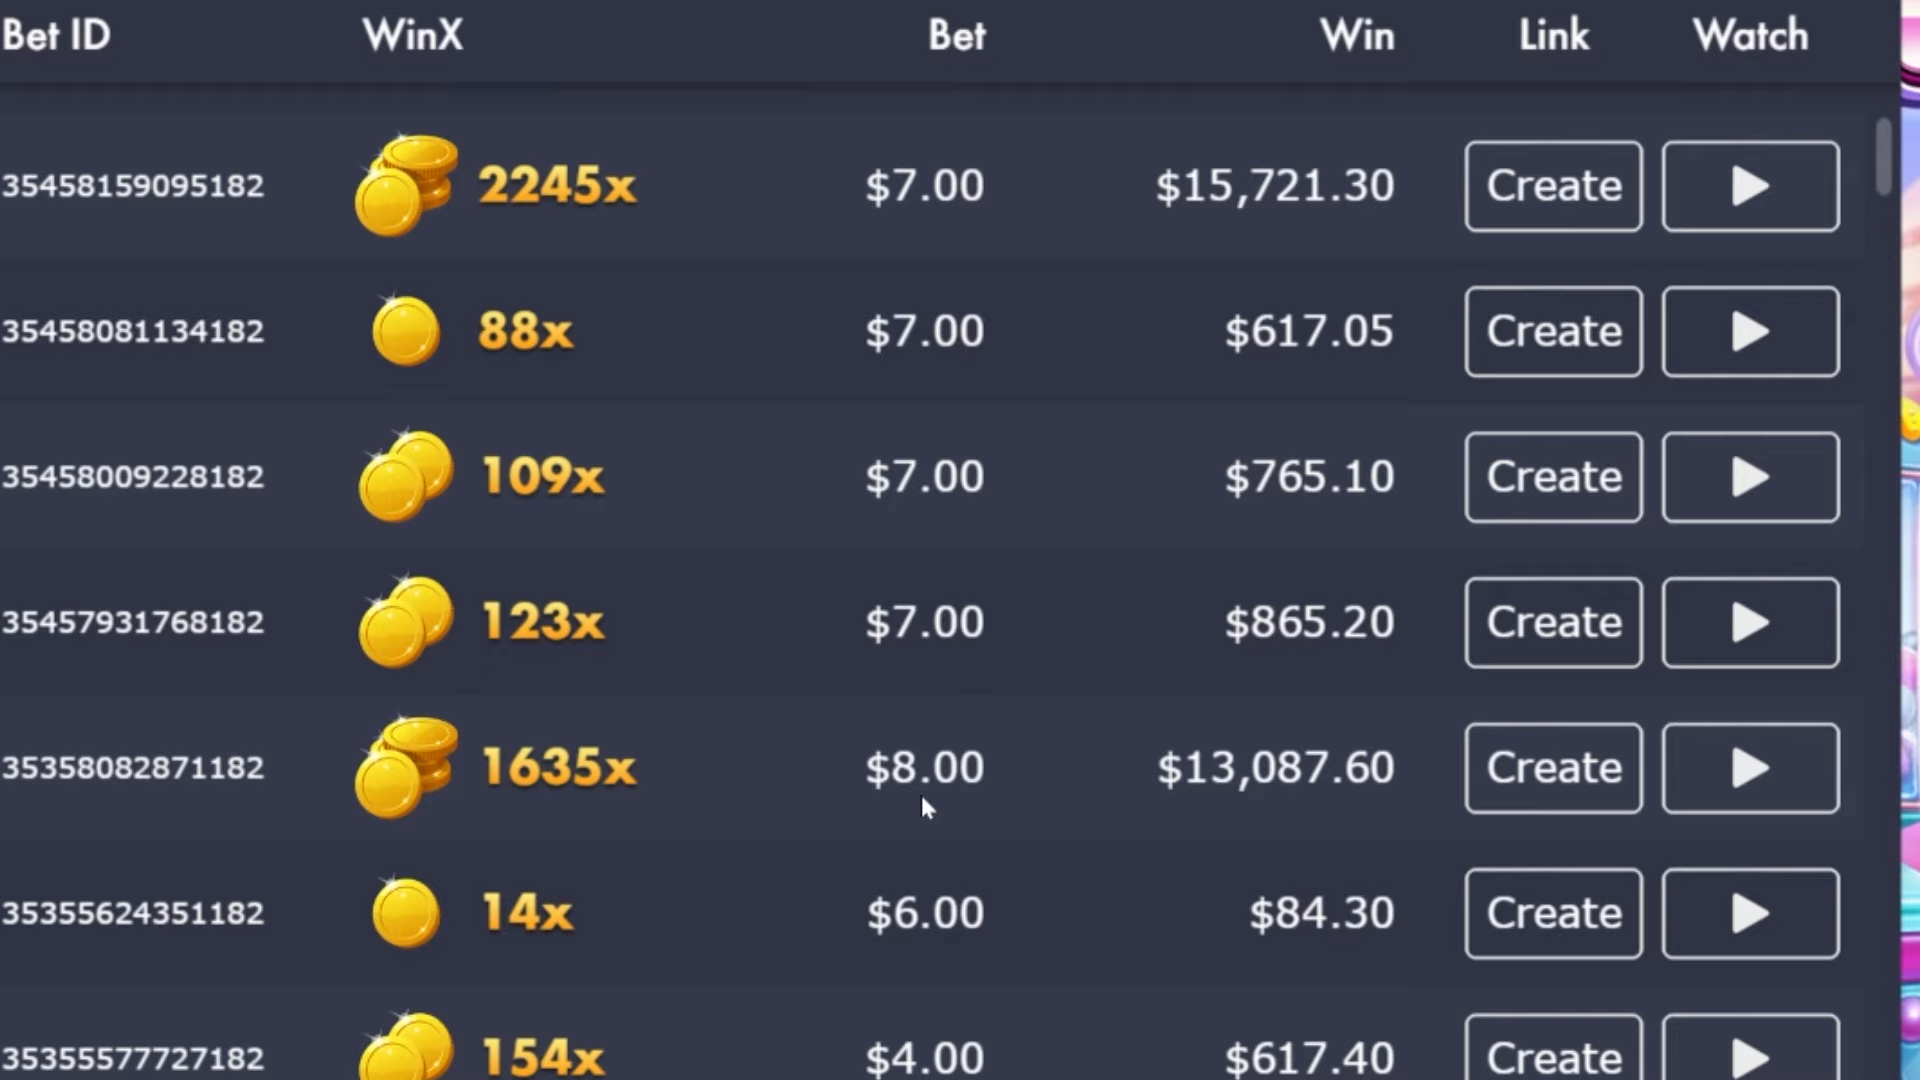 Bet ID WinX Bet Win Link Watch
35458159095182 2245x $7.00 $15,721.30 Create
35458081134182 88x $7.00 $617.05 Create
35458009228182 109x $7.00 $765.10 Create
35457931768182 123x $7.00 $865.20 Create
35358082871182 1635x $8.00 $13,087.60 Create
35355624351182 14x $6.00 $84.30 Create
35355577727182 154x $4.00 $617.40 Create